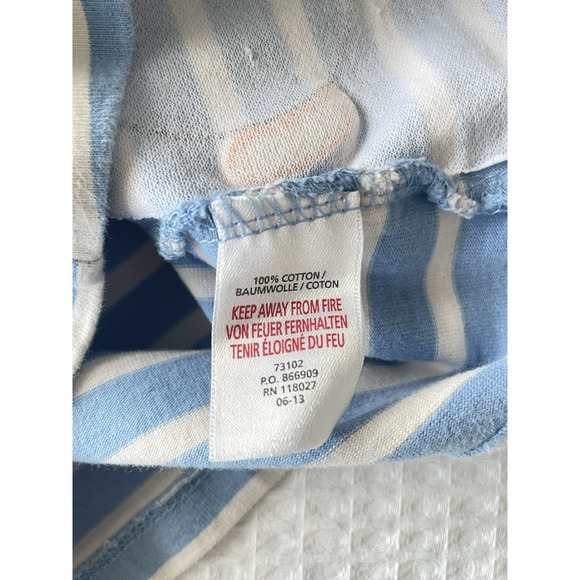 100% COTTON/
BAUMWOLLE / COTON
KEEP AWAY FROM FIRE
VON FEUER FERNHALTEN
TENIR ÉLOIGNÉ DU FEU
73102
P.O. 866909
RN 118027
06-13